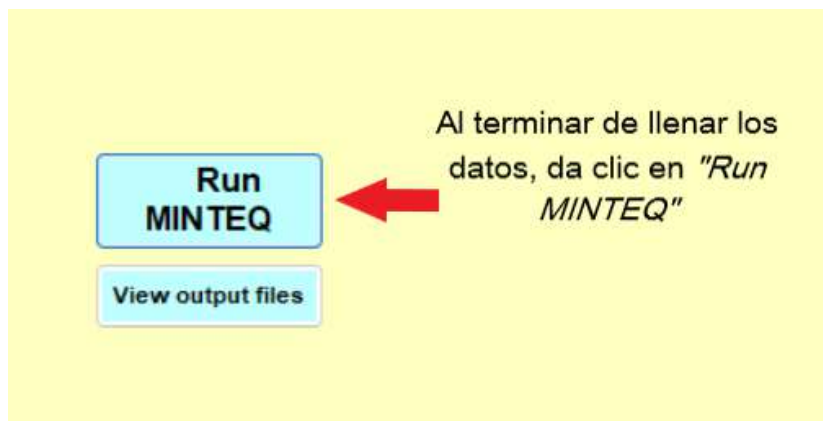 Al terminar de llenar los
datos, da clic en "Run
MINTEQ"
Run
MINTEQ
View output files